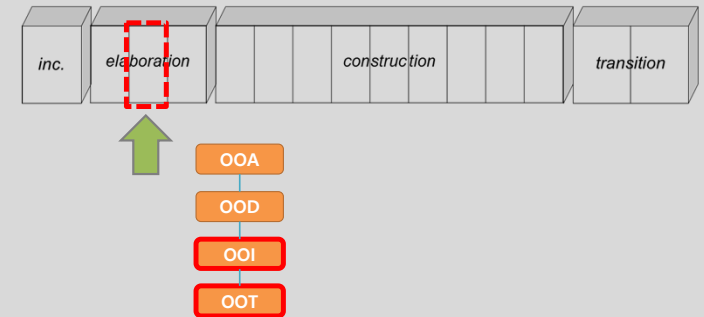 inc.
elaboration
construction
transition
OOA
OOD
OOI
OOT